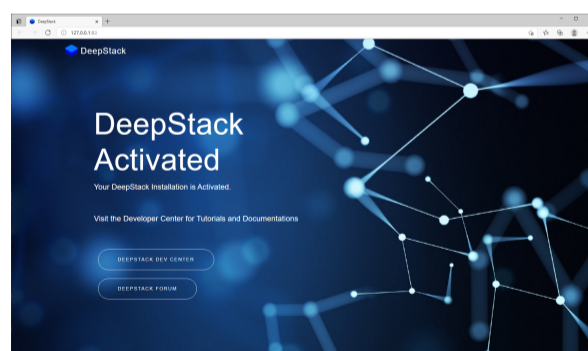 DeepStack
127.0.0.1
DeepStack
DeepStack
Activated
Your DeepStack Installation is Activated.
Visit the Developer Center for Tutorials and Documentations
DEEPSTACK DEV CENTER
DEEPSTACK FORUM